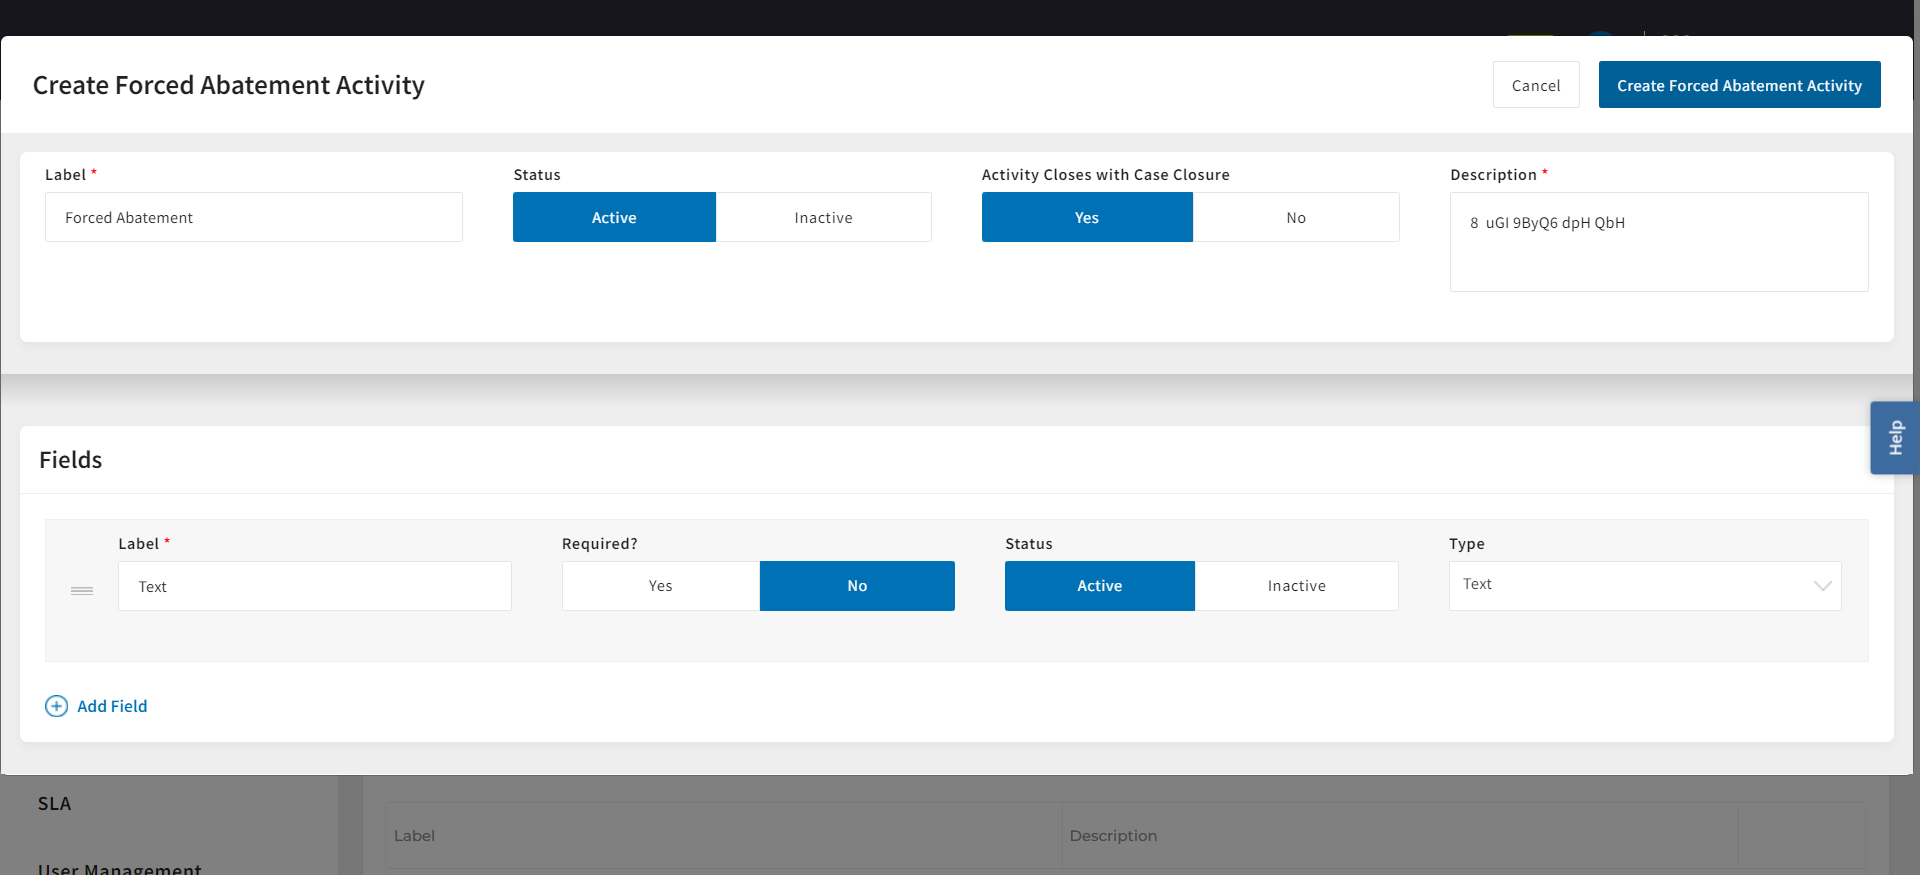 Create Forced Abatement Activity
Cancel
Create Forced Abatement Activity
Label *
Status
Activity Closes with Case Closure
Description *
Forced Abatement
Active
Inactive
Yes
No
8  uGI 9ByQ6 dpH QbH
Help
Fields
Label *
Required?
Status
Type
Text
Yes
No
Active
Inactive
Text
Add Field
SLA
Label
Description
User Management